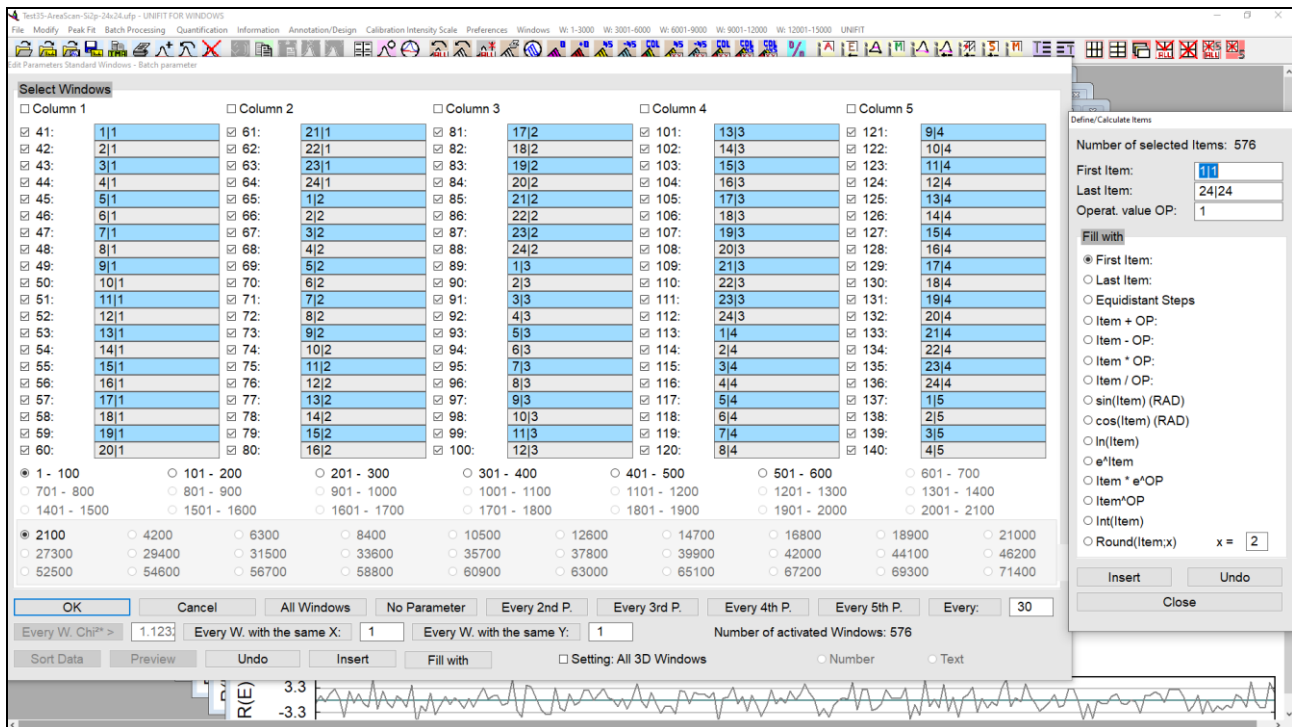 Test35-AreaScan-Si2p-24x24.ufp - UNIFIT FOR WINDOWS
File Modify Peak Fit Batch Processing Quantification Information Annotation/Design Calibration Intensity Scale Preferences Windows W: 1-3000 W: 3001-6000 W: 6001-9000 W: 9001-12000 W: 12001-15000 UNIFIT
Edit Parameters Standard Windows - Batch parameter
Select Windows
Column 1 Column 2 Column 3 Column 4 Column 5
41: 1|1 61: 21|1 81: 17|2 101: 13|3 121: 9|4
42: 2|1 62: 22|1 82: 18|2 102: 14|3 122: 10|4
43: 3|1 63: 23|1 83: 19|2 103: 15|3 123: 11|4
44: 4|1 64: 24|1 84: 20|2 104: 16|3 124: 12|4
45: 5|1 65: 1|2 85: 21|2 105: 17|3 125: 13|4
46: 6|1 66: 2|2 86: 22|2 106: 18|3 126: 14|4
47: 7|1 67: 3|2 87: 23|2 107: 19|3 127: 15|4
48: 8|1 68: 4|2 88: 24|2 108: 20|3 128: 16|4
49: 9|1 69: 5|2 89: 1|3 109: 21|3 129: 17|4
50: 10|1 70: 6|2 90: 2|3 110: 22|3 130: 18|4
51: 11|1 71: 7|2 91: 3|3 111: 23|3 131: 19|4
52: 12|1 72: 8|2 92: 4|3 112: 24|3 132: 20|4
53: 13|1 73: 9|2 93: 5|3 113: 1|4 133: 21|4
54: 14|1 74: 10|2 94: 6|3 114: 2|4 134: 22|4
55: 15|1 75: 11|2 95: 7|3 115: 3|4 135: 23|4
56: 16|1 76: 12|2 96: 8|3 116: 4|4 136: 24|4
57: 17|1 77: 13|2 97: 9|3 117: 5|4 137: 1|5
58: 18|1 78: 14|2 98: 10|3 118: 6|4 138: 2|5
59: 19|1 79: 15|2 99: 11|3 119: 7|4 139: 3|5
60: 20|1 80: 16|2 100: 12|3 120: 8|4 140: 4|5
1 - 100 101 - 200 201 - 300 301 - 400 401 - 500 501 - 600 601 - 700
701 - 800 801 - 900 901 - 1000 1001 - 1100 1101 - 1200 1201 - 1300 1301 - 1400
1401 - 1500 1501 - 1600 1601 - 1700 1701 - 1800 1801 - 1900 1901 - 2000 2001 - 2100
2100 4200 6300 8400 10500 12600 14700 16800 18900 21000
27300 29400 31500 33600 35700 37800 39900 42000 44100 46200
52500 54600 56700 58800 60900 63000 65100 67200 69300 71400
OK Cancel All Windows No Parameter Every 2nd P. Every 3rd P. Every 4th P. Every 5th P. Every: 30
Every W. Chi²* > 1.123 Every W. with the same X: 1 Every W. with the same Y: 1 Number of activated Windows: 576
Sort Data Preview Undo Insert Fill with Setting: All 3D Windows Number Text
Define/Calculate Items
Number of selected Items: 576
First Item: 1|1
Last Item: 24|24
Operat. value OP: 1
Fill with
First Item:
Last Item:
Equidistant Steps
Item + OP:
Item - OP:
Item * OP:
Item / OP:
sin(Item) (RAD)
cos(Item) (RAD)
ln(Item)
e^Item
Item * e^OP
Item^OP
Int(Item)
Round(Item;x) x = 2
Insert Undo
Close
R(E)
3.3
-3.3